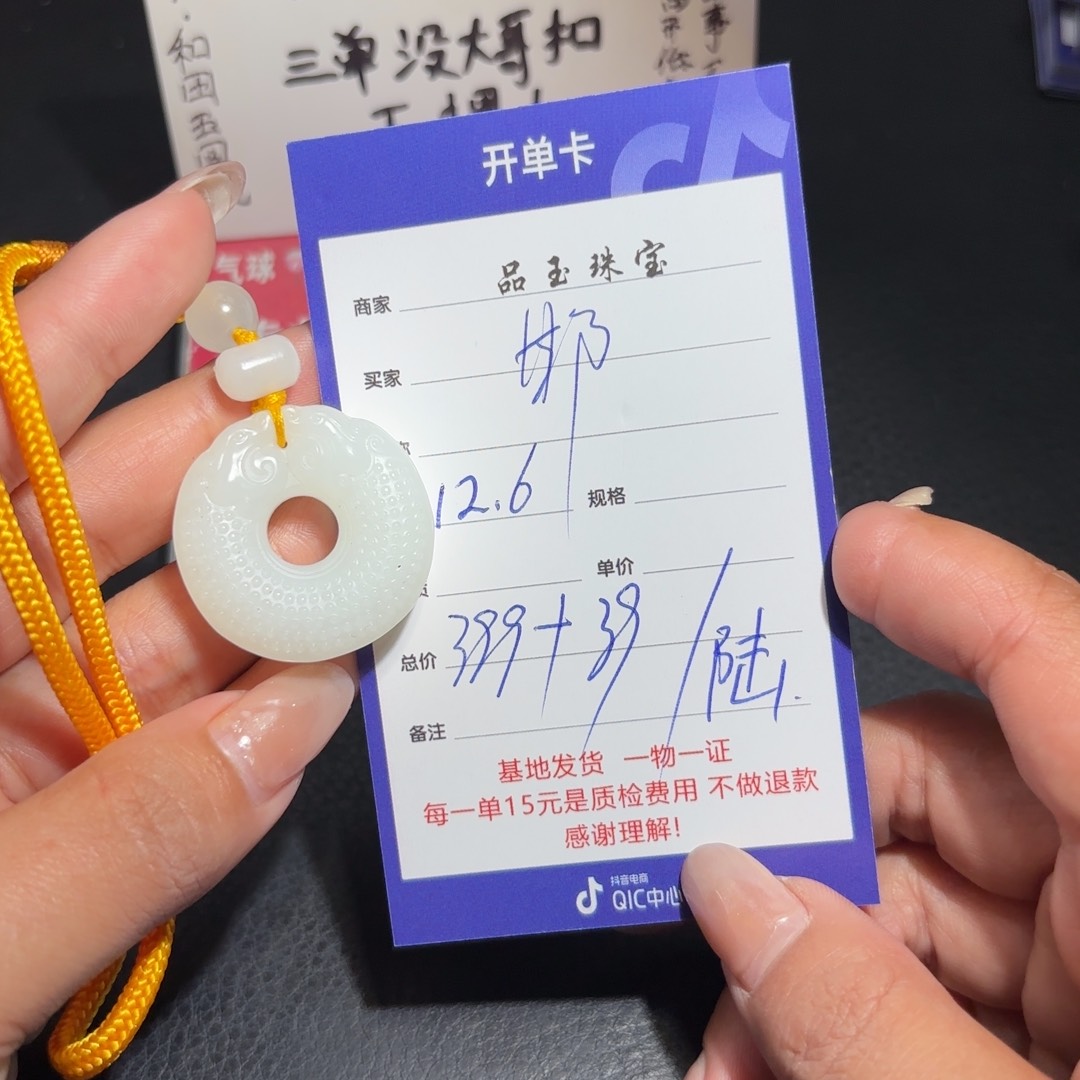 三单没大哥扣
和田玉
气球
开单卡
商家 品玉珠宝
买家
12.6 规格
单价
总价 399+39/陆
备注
基地发货 一物一证
每一单15元是质检费用 不做退款
感谢理解!
抖音电商
QIC中心